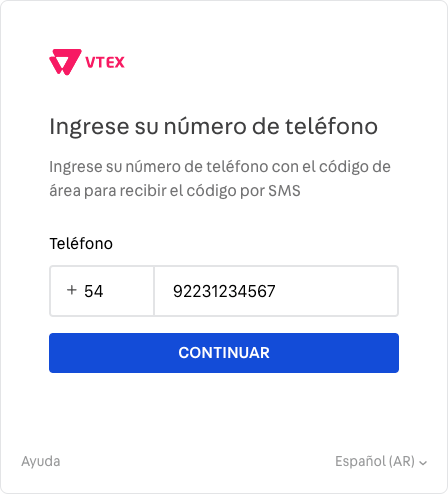 VTEX
Ingrese su número de teléfono
Ingrese su número de teléfono con el código de
área para recibir el código por SMS
Teléfono
+ 54 92231234567
CONTINUAR
Ayuda Español (AR)